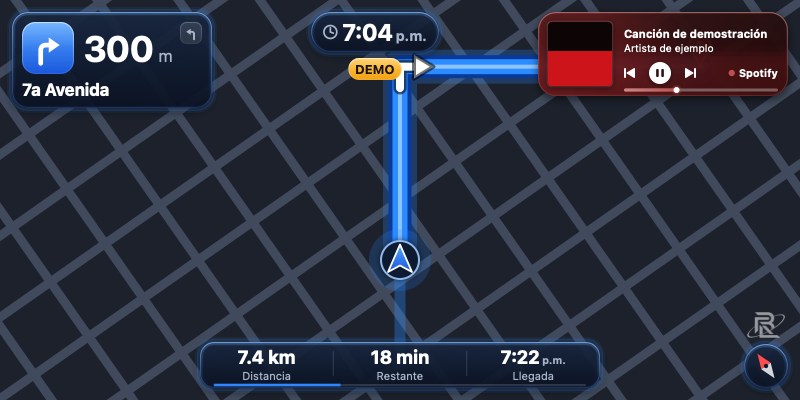 300 m
7a Avenida
7:04 p.m.
DEMO
Canción de demostración
Artista de ejemplo
Spotify
7.4 km
Distancia
18 min
Restante
7:22 p.m.
Llegada